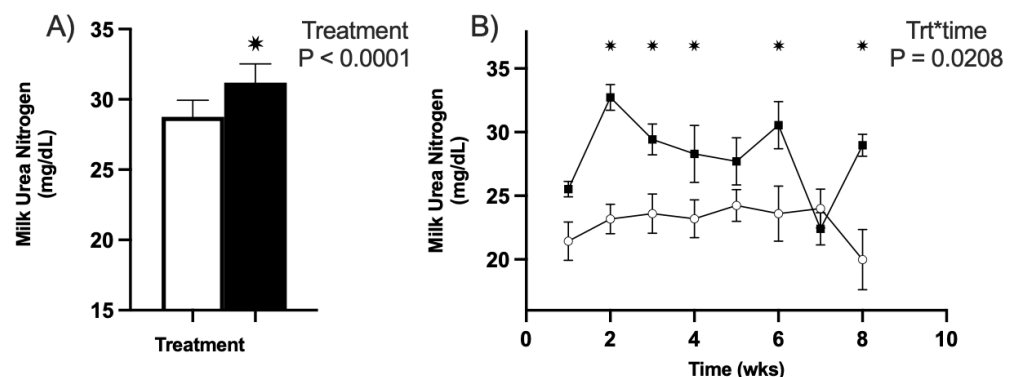 A)
Treatment
P < 0.0001
Milk Urea Nitrogen
(mg/dL)
35
30
25
20
15
Treatment
B)
Trt*time
P = 0.0208
Milk Urea Nitrogen
(mg/dL)
35
30
25
20
0 2 4 6 8 10
Time (wks)